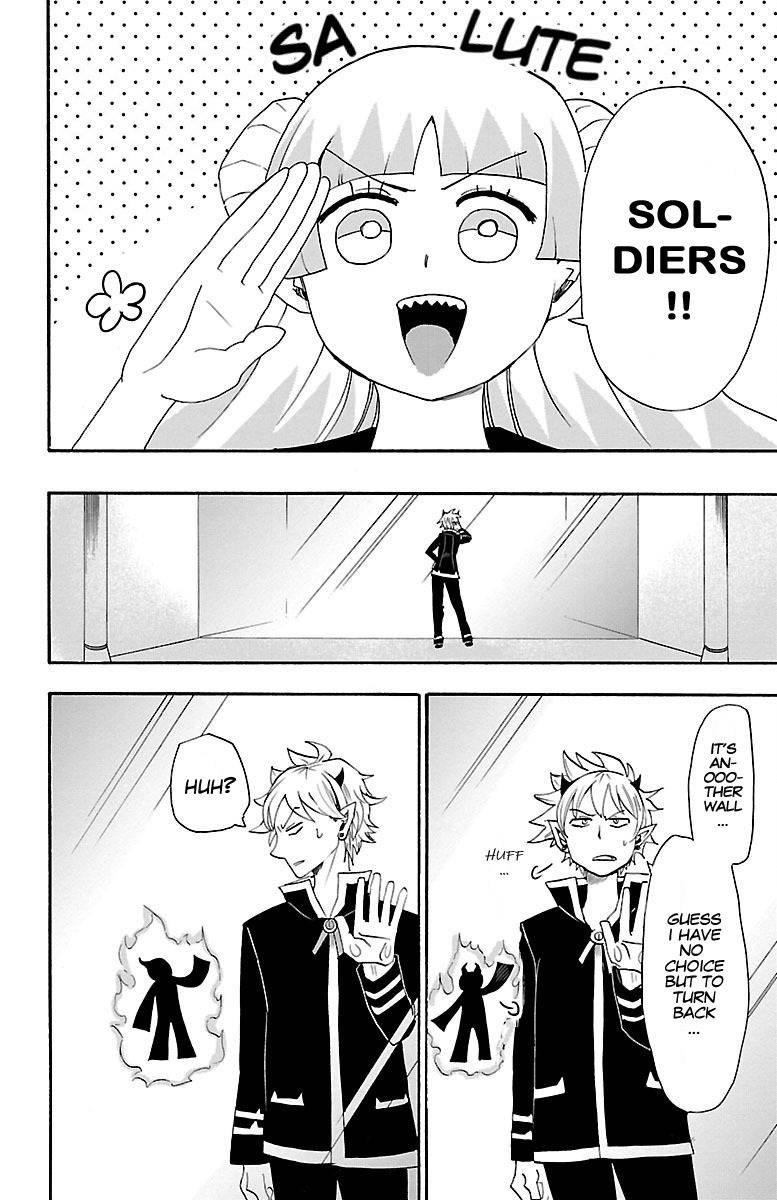 SA LUTE
SOL-
DIERS
!!
IT'S
AN-
OOO-
THER
WALL
...
GUESS
I HAVE
NO
CHOICE
BUT TO
TURN
BACK
...
HUFF
...
HUH?